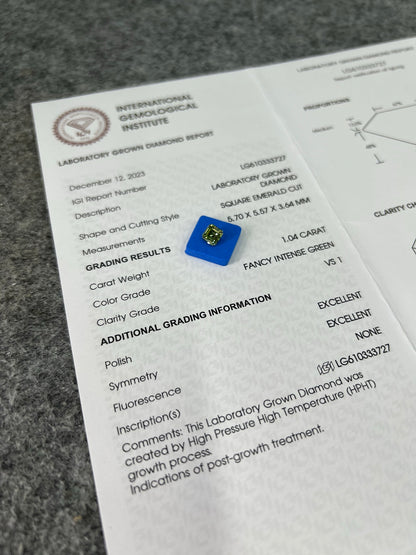 INTERNATIONAL
GEMOLOGICAL
INSTITUTE
LABORATORY GROWN DIAMOND REPORT
December 12, 2023
IGI Report Number LG610333727
Description LABORATORY GROWN
DIAMOND
Shape and Cutting Style SQUARE EMERALD CUT
Measurements 5.70 X 5.57 X 3.64 MM
GRADING RESULTS
Carat Weight 1.04 CARAT
Color Grade FANCY INTENSE GREEN
Clarity Grade VS 1
ADDITIONAL GRADING INFORMATION
Polish EXCELLENT
Symmetry EXCELLENT
Fluorescence NONE
Inscription(s) IGI LG610333727
Comments: This Laboratory Grown Diamond was
created by High Pressure High Temperature (HPHT)
growth process.
Indications of post-growth treatment.
LABORATORY GROWN DIAMOND REPORT
LG610333727
PROPORTIONS
CLARITY CHA